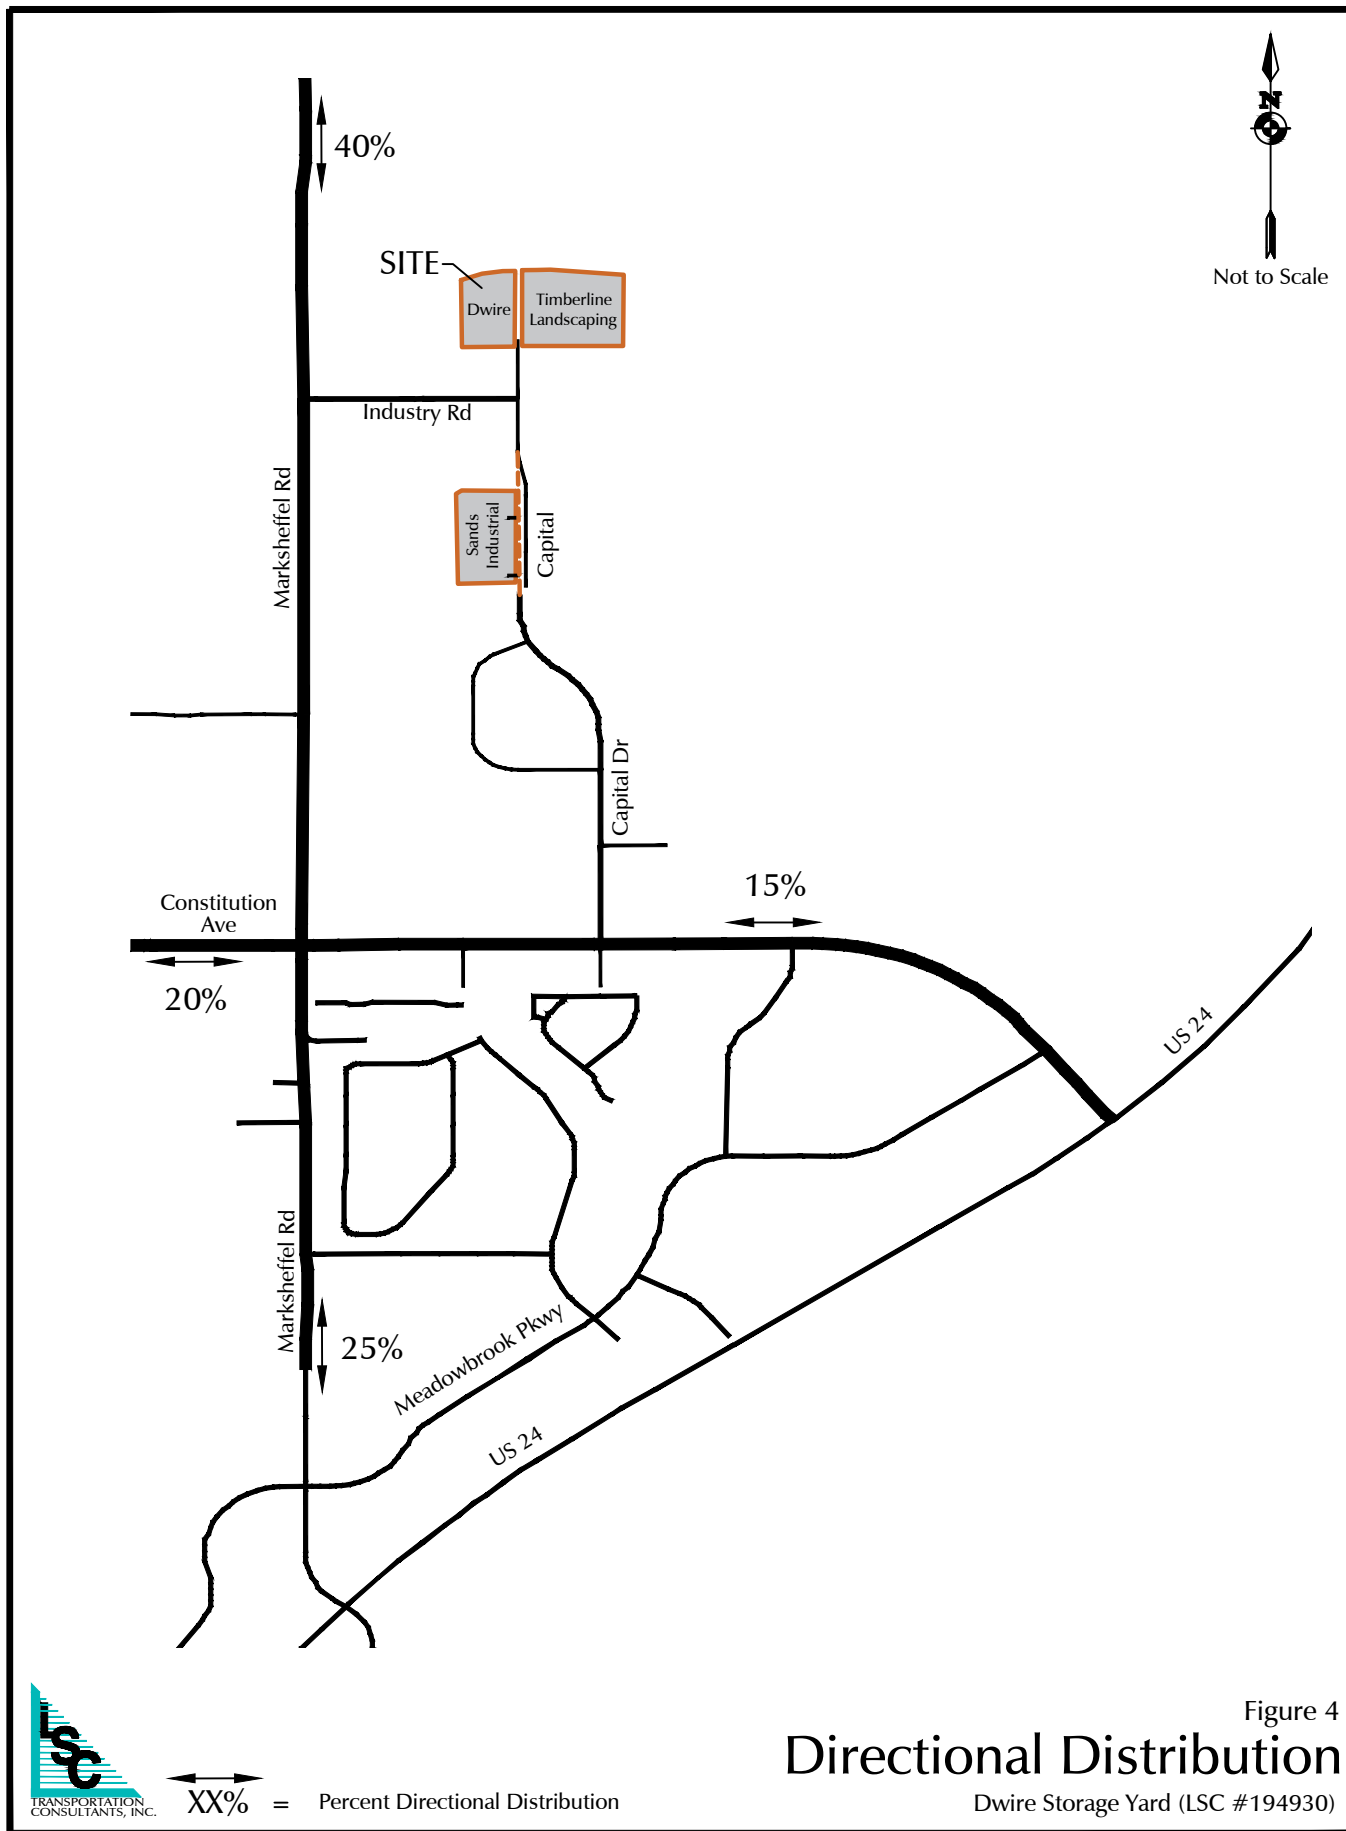 N
Not to Scale
40%
SITE
Dwire
Timberline
Landscaping
Industry Rd
Marksheffel Rd
Sands
Industrial
Capital
Capital Dr
Constitution
Ave
15%
20%
US 24
Marksheffel Rd
25%
Meadowbrook Pkwy
US 24
Figure 4
Directional Distribution
Dwire Storage Yard (LSC #194930)
LSC
TRANSPORTATION
CONSULTANTS, INC.
XX% = Percent Directional Distribution